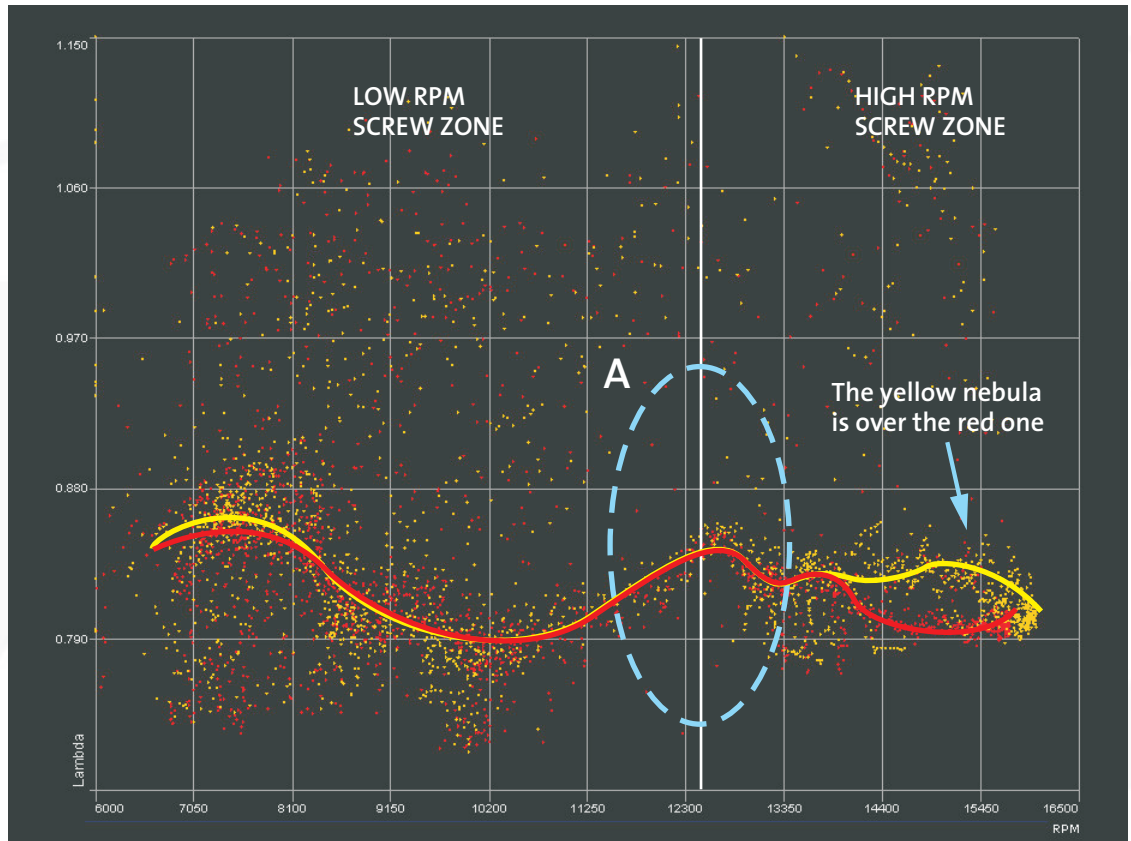 1.150
LOW RPM
SCREW ZONE
HIGH RPM
SCREW ZONE
1.060
0.970
A
The yellow nebula
is over the red one
0.880
0.790
Lambda
6000 7050 8100 9150 10200 11250 12300 13350 14400 15450 16500
RPM